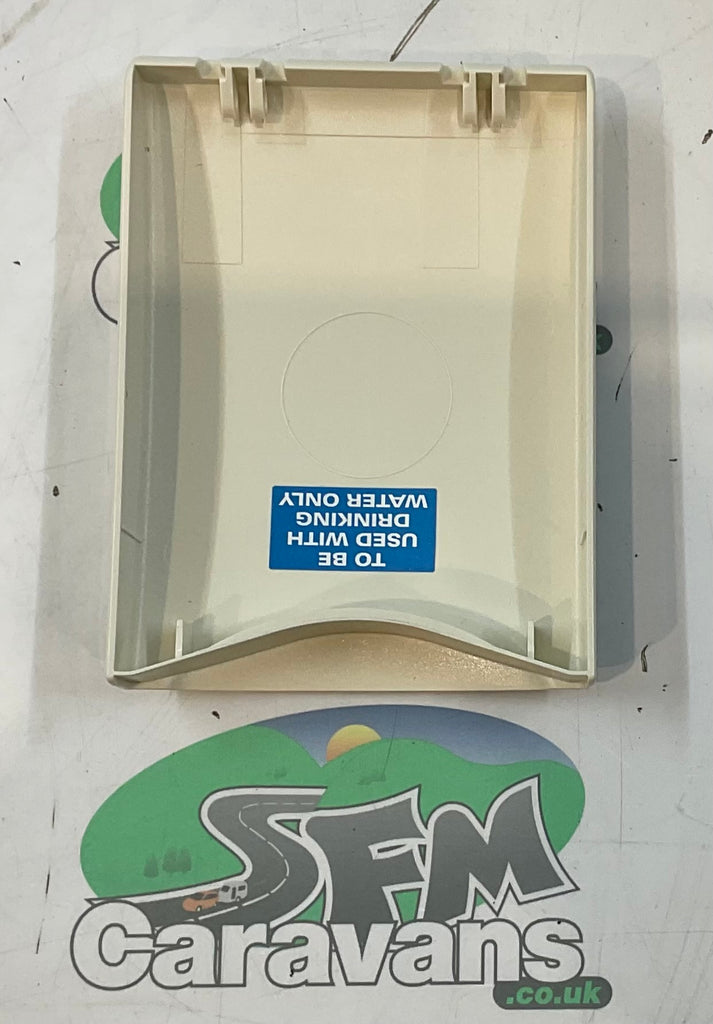 TO BE
USED WITH
DRINKING
WATER ONLY
SFM
Caravans
.co.uk